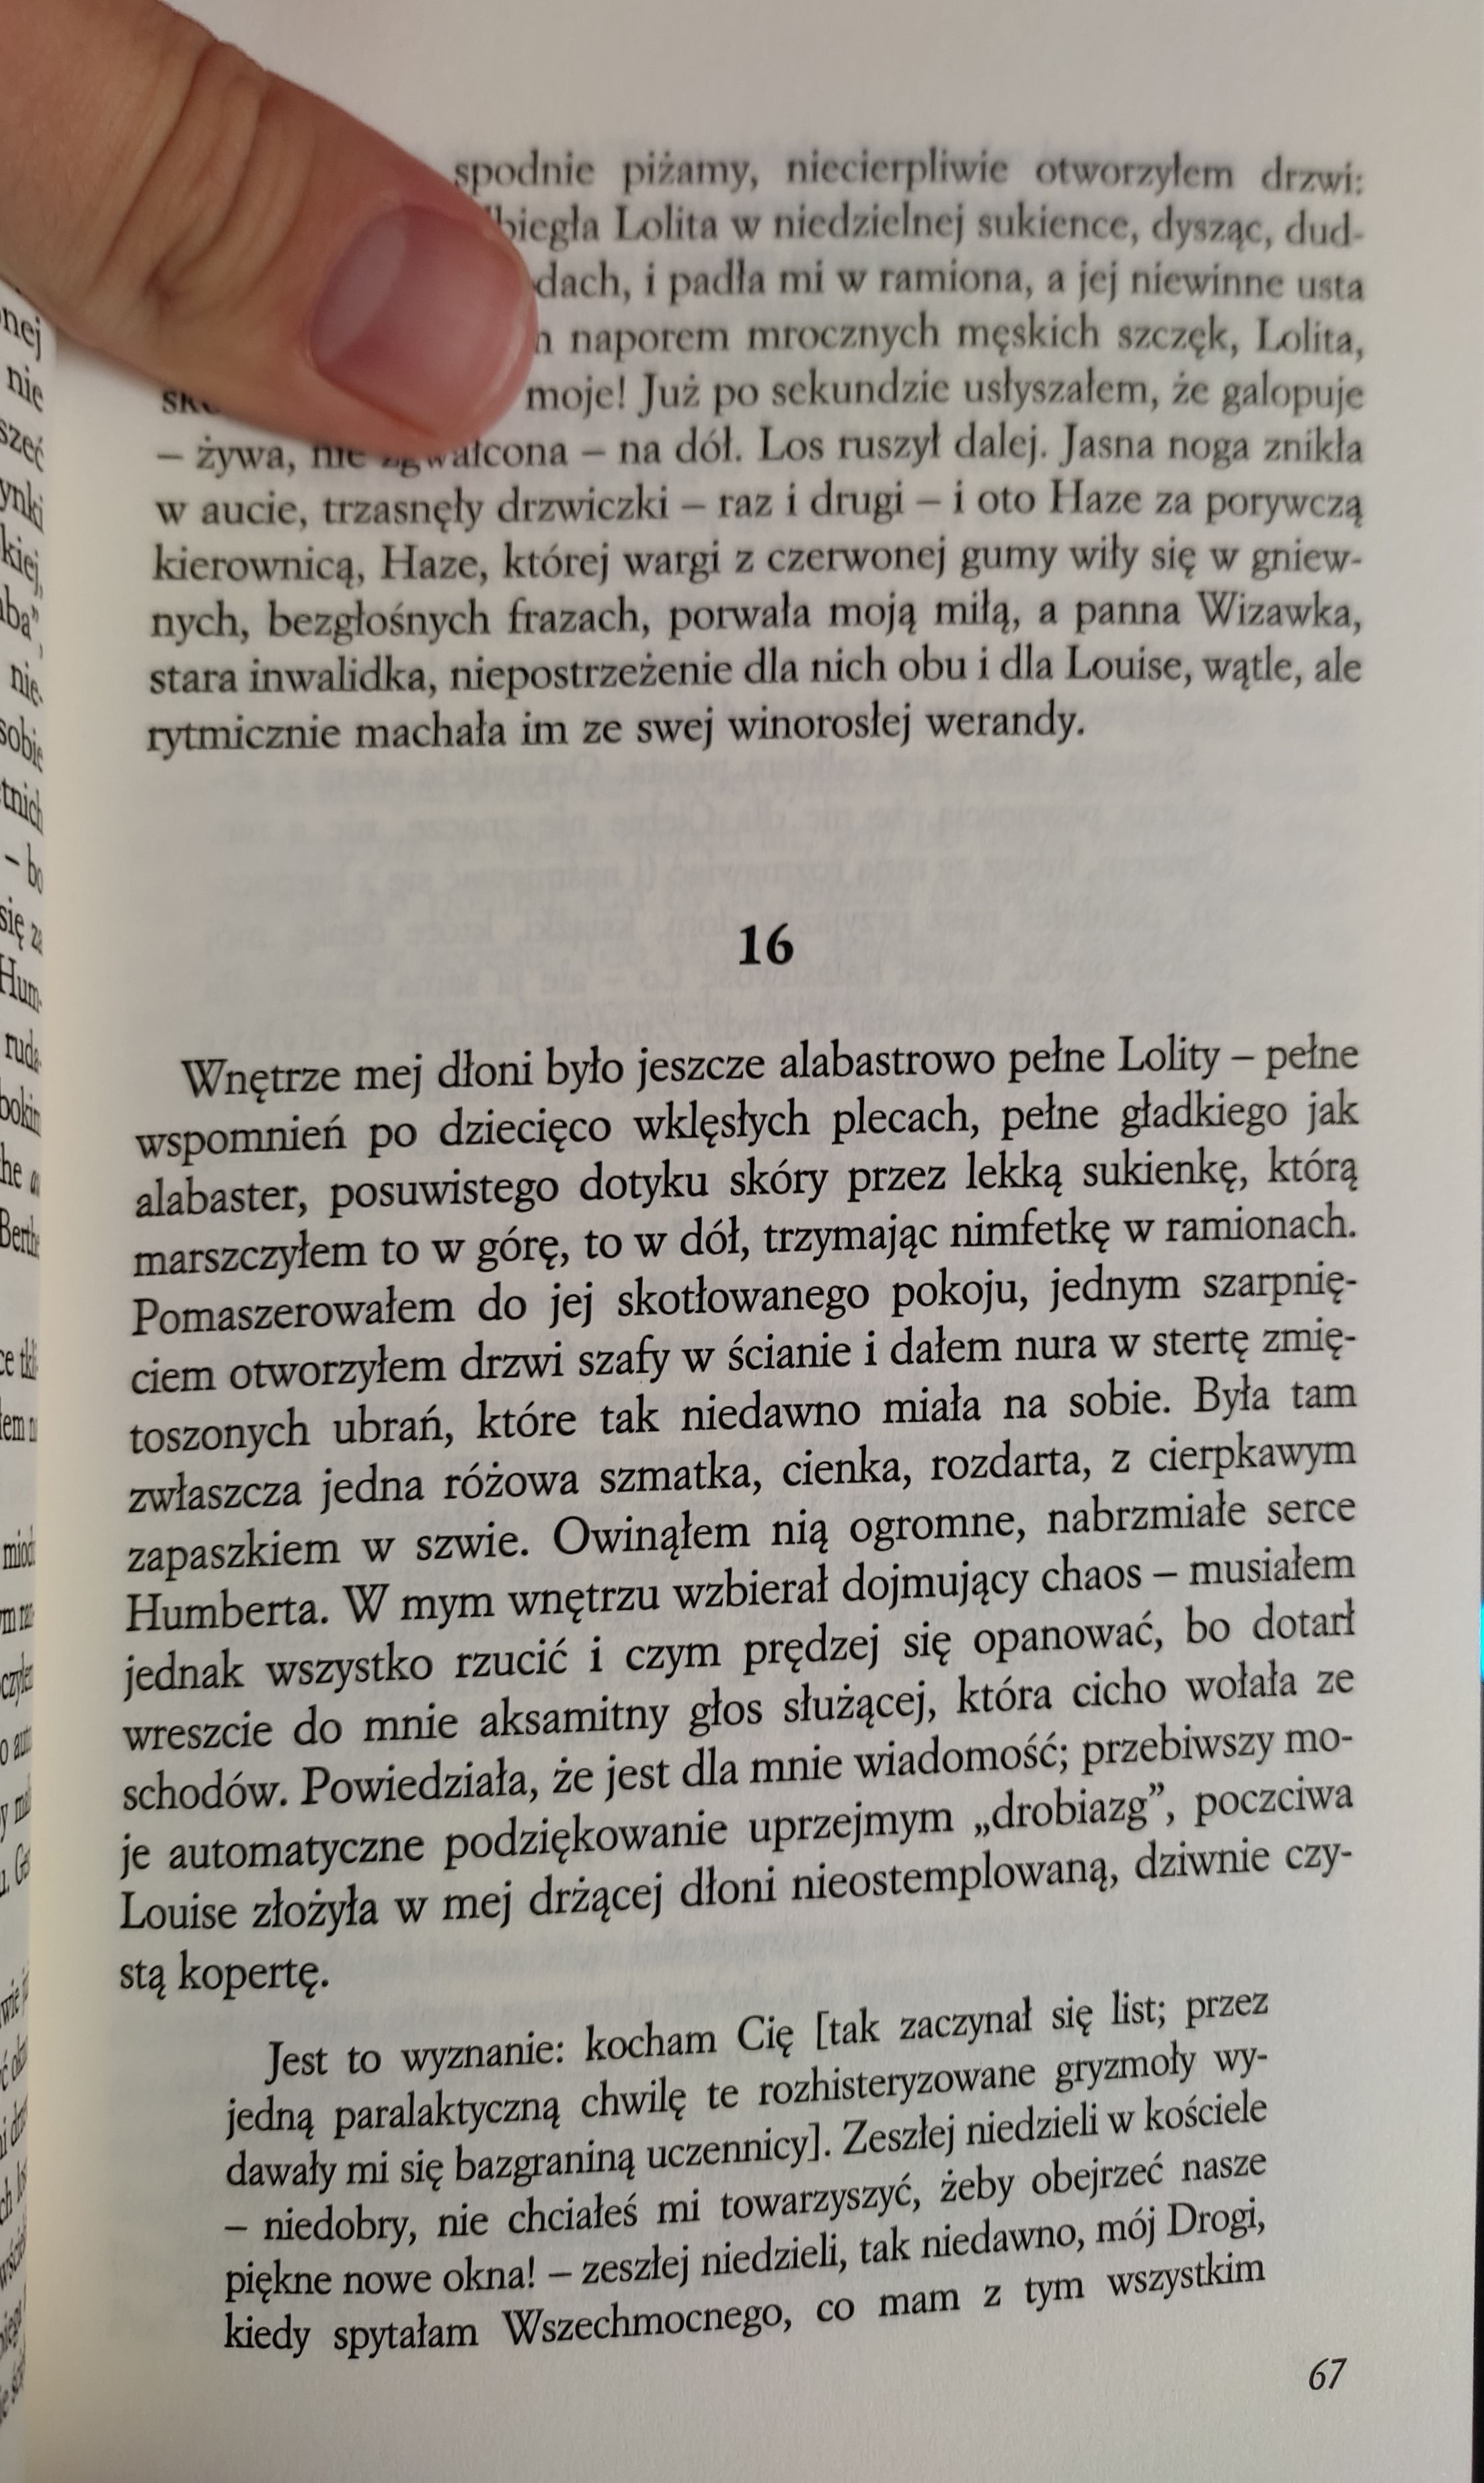 spodnie piżamy, niecierpliwie otworzyłem drzwi:
biegła Lolita w niedzielnej sukience, dysząc, dud-
dach, i padła mi w ramiona, a jej niewinne usta
naporem mrocznych męskich szczęk, Lolita,
moje! Już po sekundzie usłyszałem, że galopuje
– żywa, nie zgwałcona – na dół. Los ruszył dalej. Jasna noga znikła
w aucie, trzasnęły drzwiczki – raz i drugi – i oto Haze za porywczą
kierownicą, Haze, której wargi z czerwonej gumy wiły się w gniew-
nych, bezgłośnych frazach, porwała moją miłą, a panna Wizawka,
stara inwalidka, niepostrzeżenie dla nich obu i dla Louise, wątle, ale
rytmicznie machała im ze swej winorosłej werandy.
16
Wnętrze mej dłoni było jeszcze alabastrowo pełne Lolity – pełne
wspomnień po dziecięco wklęsłych plecach, pełne gładkiego jak
alabaster, posuwistego dotyku skóry przez lekką sukienkę, którą
marszczyłem to w górę, to w dół, trzymając nimfetkę w ramionach.
Pomaszerowałem do jej skotłowanego pokoju, jednym szarpnię-
ciem otworzyłem drzwi szafy w ścianie i dałem nura w stertę zmię-
toszonych ubrań, które tak niedawno miała na sobie. Była tam
zwłaszcza jedna różowa szmatka, cienka, rozdarta, z cierpkawym
zapaszkiem w szwie. Owinąłem nią ogromne, nabrzmiałe serce
Humberta. W mym wnętrzu wzbierał dojmujący chaos – musiałem
jednak wszystko rzucić i czym prędzej się opanować, bo dotarł
wreszcie do mnie aksamitny głos służącej, która cicho wołała ze
schodów. Powiedziała, że jest dla mnie wiadomość; przebiwszy mo-
je automatyczne podziękowanie uprzejmym „drobiazg”, poczciwa
Louise złożyła w mej drżącej dłoni nieostemplowaną, dziwnie czy-
stą kopertę.
Jest to wyznanie: kocham Cię [tak zaczynał się list; przez
jedną paralaktyczną chwilę te rozhisteryzowane gryzmoły wy-
dawały mi się bazgraniną uczennicy]. Zeszłej niedzieli w kościele
– niedobry, nie chciałeś mi towarzyszyć, żeby obejrzeć nasze
piękne nowe okna! – zeszłej niedzieli, tak niedawno, mój Drogi,
kiedy spytałam Wszechmocnego, co mam z tym wszystkim
67